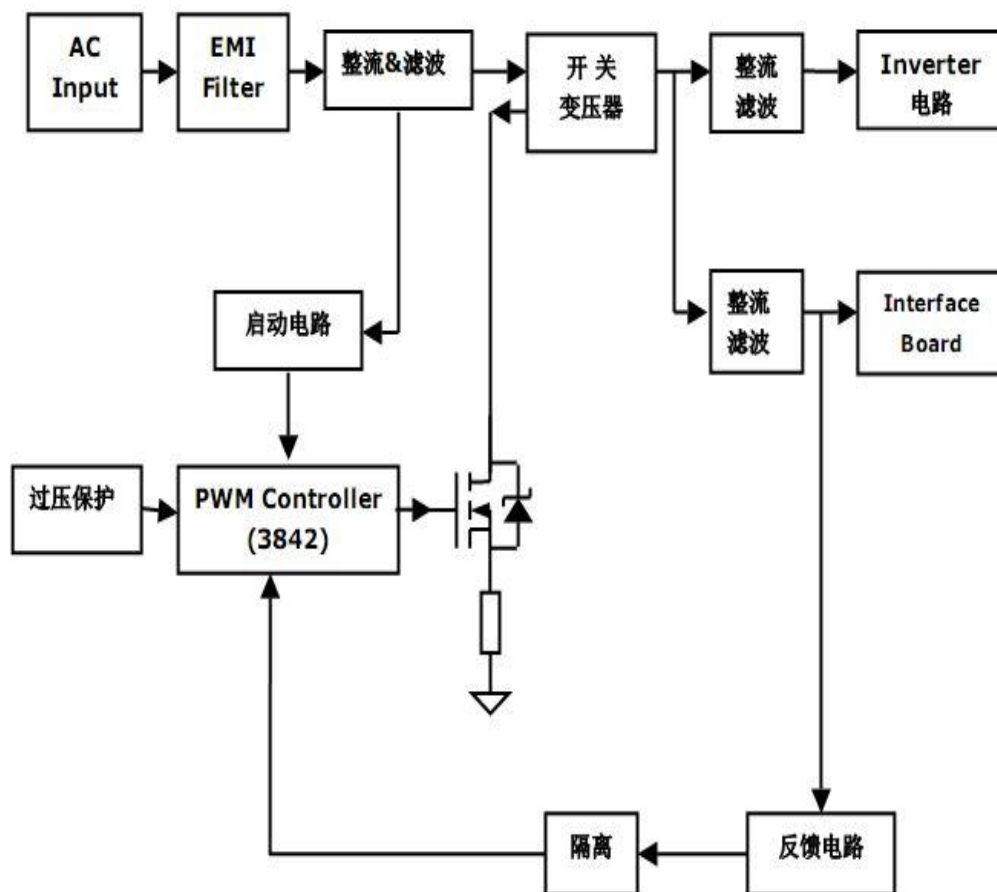 AC
Input
EMI
Filter
整流&滤波
开 关
变压器
整流
滤波
Inverter
电路
启动电路
整流
滤波
Interface
Board
过压保护
PWM Controller
(3842)
隔离
反馈电路